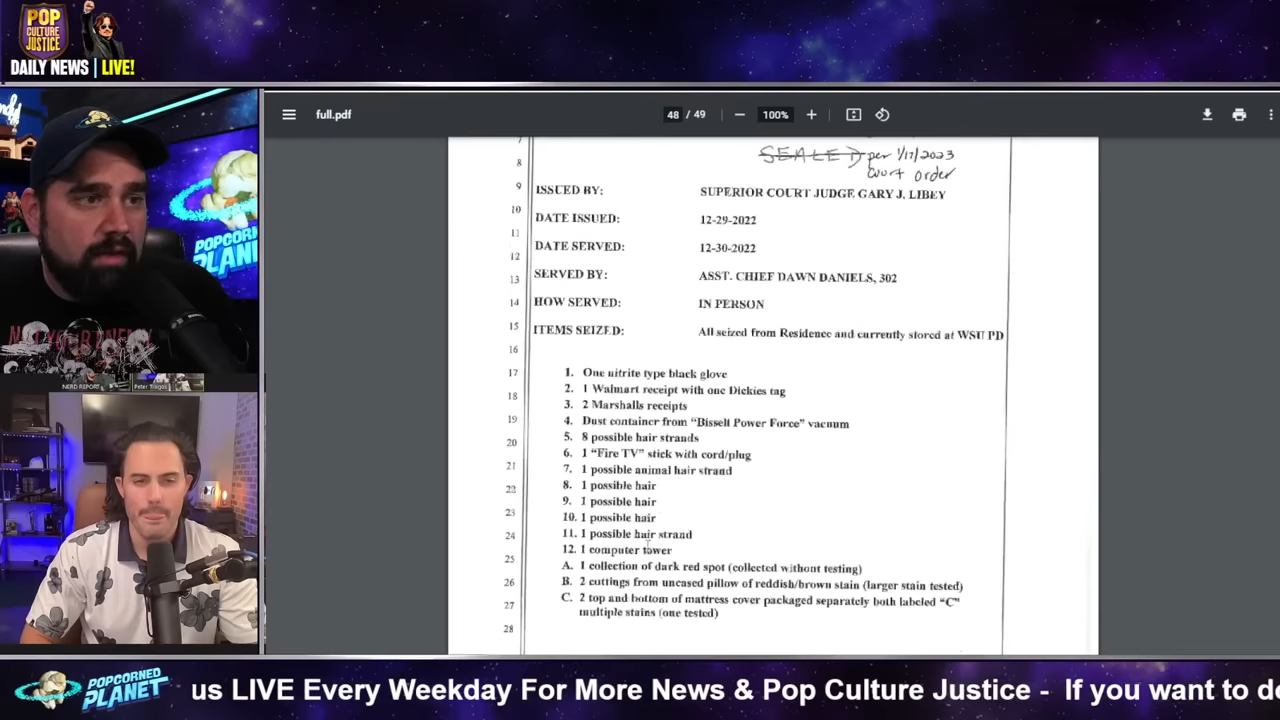 POP
CULTURE
JUSTICE
DAILY NEWS | LIVE!
full.pdf
48 / 49
100%
7
8
SEALED per 1/17/2023
court order
9 ISSUED BY: SUPERIOR COURT JUDGE GARY J. LIBEY
10 DATE ISSUED: 12-29-2022
11
12 DATE SERVED: 12-30-2022
13 SERVED BY: ASST. CHIEF DAWN DANIELS, 302
14 HOW SERVED: IN PERSON
15 ITEMS SEIZED: All seized from Residence and currently stored at WSU PD
16
17 1. One nitrite type black glove
18 2. 1 Walmart receipt with one Dickies tag
3. 2 Marshalls receipts
19 4. Dust container from "Bissell Power Force" vacuum
20 5. 8 possible hair strands
6. 1 "Fire TV" stick with cord/plug
21 7. 1 possible animal hair strand
22 8. 1 possible hair
9. 1 possible hair
23 10. 1 possible hair
24 11. 1 possible hair strand
12. 1 computer tower
25 A. 1 collection of dark red spot (collected without testing)
26 B. 2 cuttings from uncased pillow of reddish/brown stain (larger stain tested)
27 C. 2 top and bottom of mattress cover packaged separately both labeled "C"
multiple stains (one tested)
28
POPCORNED
PLANET
NERD REPORT
Peter Tragos
POPCORNED
PLANET
us LIVE Every Weekday For More News & Pop Culture Justice - If you want to